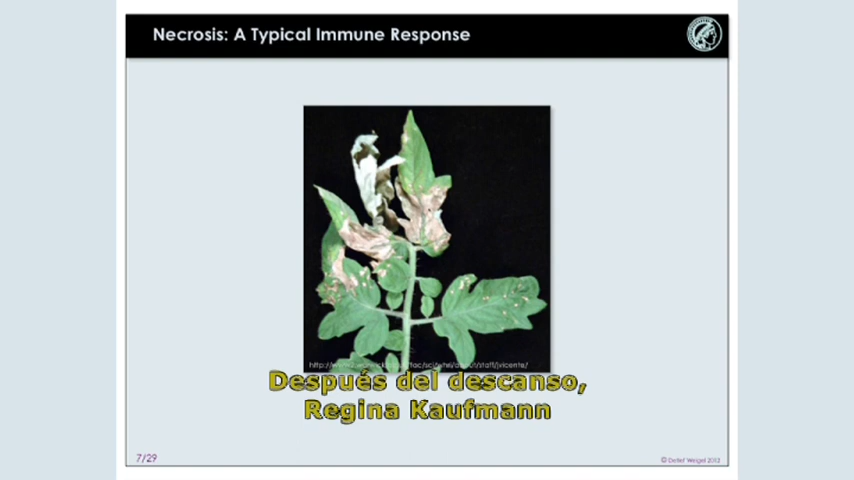 Necrosis: A Typical Immune Response
Después del descanso,
Regina Kaufmann
7/29
© Detlef Weigel 2012